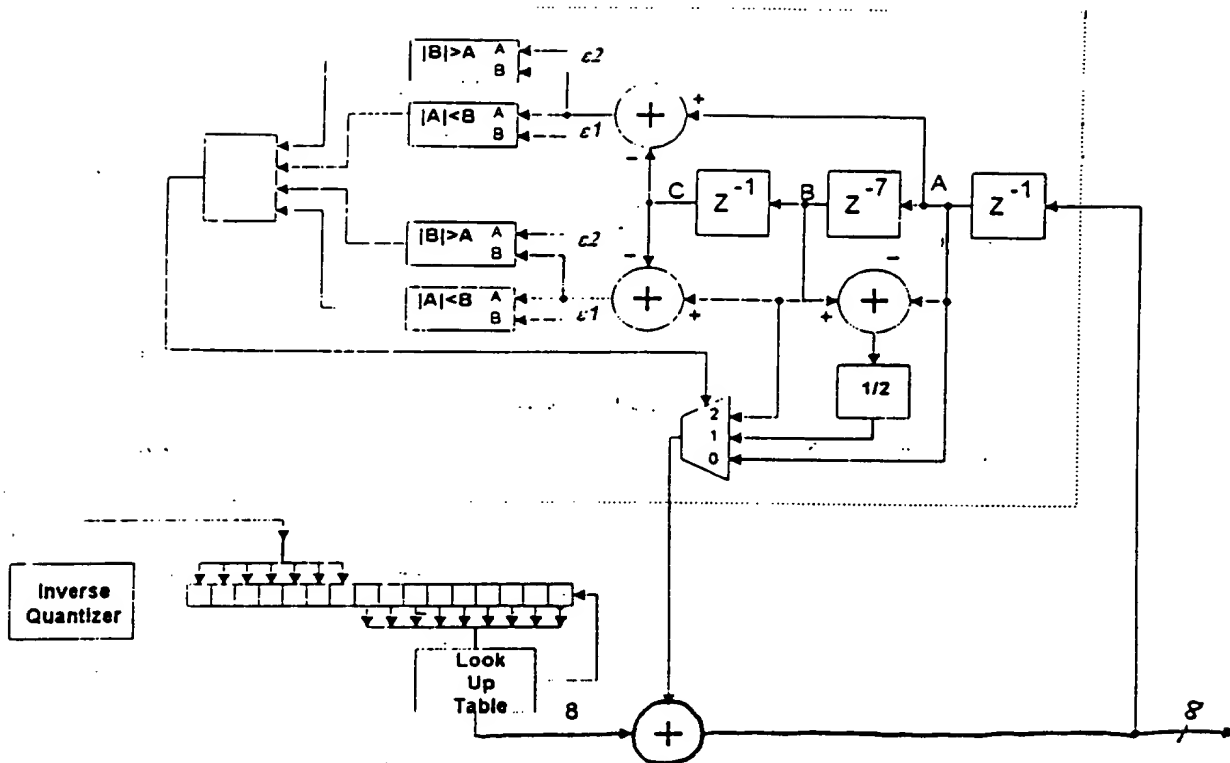 |B|>A A
B
ε2
|A|<B A
B
ε1
+
+
-
C
Z-1
B
Z-7
A
Z-1
|B|>A A
B
ε2
-
-
|A|<B A
B
ε1
+
+
+
+
1/2
2
1
0
Inverse
Quantizer
Look
Up
Table
8
+
8